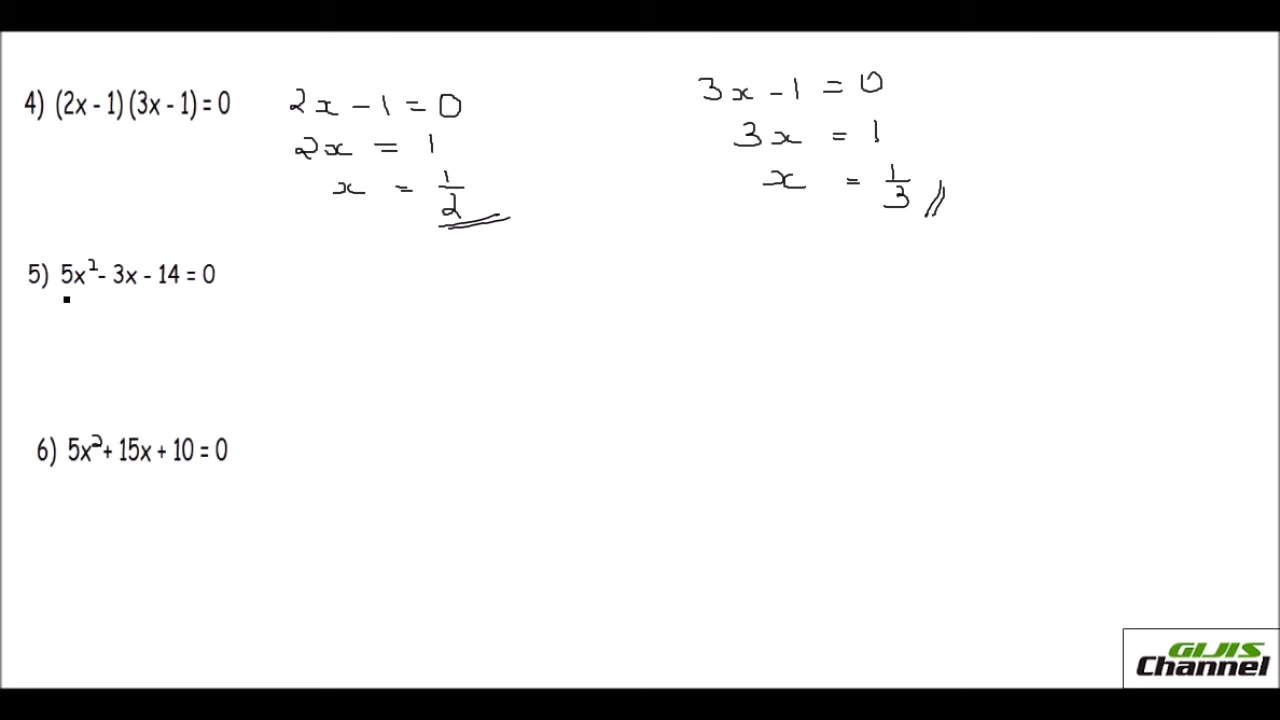 4) (2x - 1)(3x - 1) = 0
2x - 1 = 0
2x = 1
x = 1/2
3x - 1 = 0
3x = 1
x = 1/3 //
5) 5x² - 3x - 14 = 0
6) 5x² + 15x + 10 = 0
GIJIS
Channel